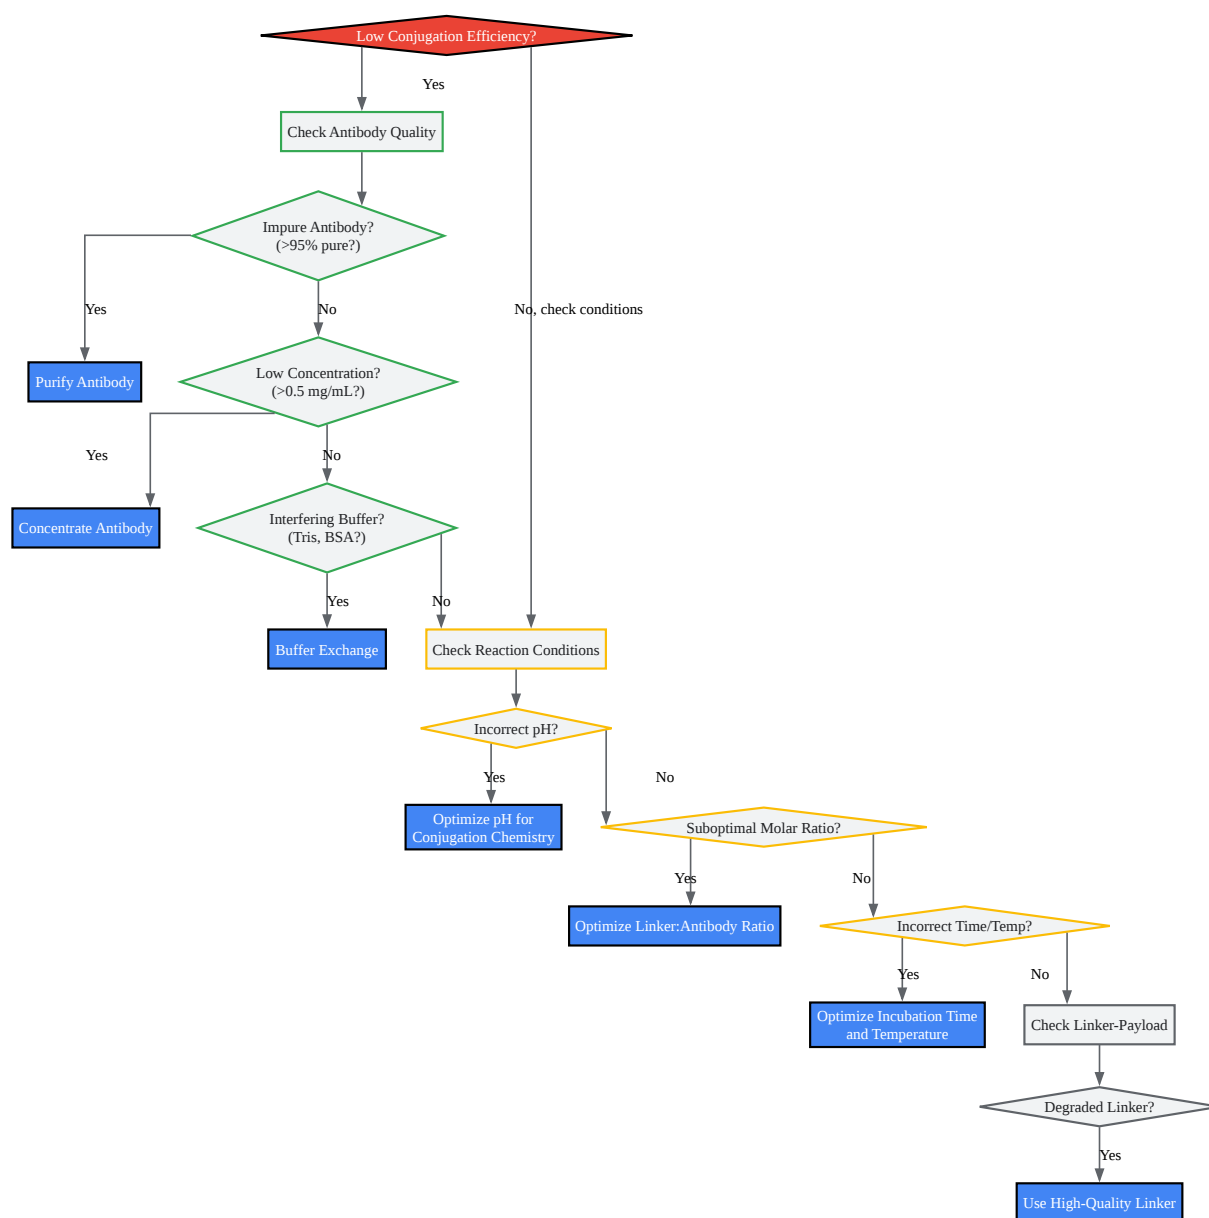 Low Conjugation Efficiency?
Yes
Check Antibody Quality
Impure Antibody?
(>95% pure?)
Yes
No
No, check conditions
Purify Antibody
Low Concentration?
(>0.5 mg/mL?)
Yes
No
Concentrate Antibody
Interfering Buffer?
(Tris, BSA?)
Yes
No
Buffer Exchange
Check Reaction Conditions
Incorrect pH?
Yes
No
Optimize pH for
Conjugation Chemistry
Suboptimal Molar Ratio?
Yes
No
Optimize Linker:Antibody Ratio
Incorrect Time/Temp?
Yes
No
Optimize Incubation Time
and Temperature
Check Linker-Payload
Degraded Linker?
Yes
Use High-Quality Linker